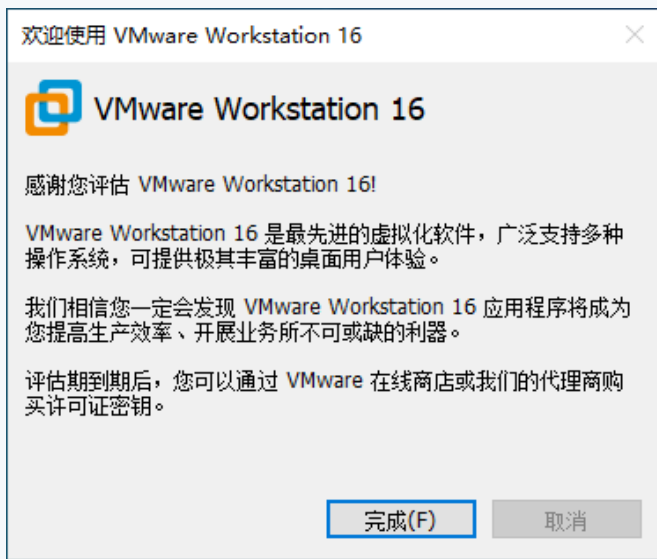 欢迎使用 VMware Workstation 16
VMware Workstation 16
感谢您评估 VMware Workstation 16!
VMware Workstation 16 是最先进的虚拟化软件，广泛支持多种
操作系统，可提供极其丰富的桌面用户体验。
我们相信您一定会发现 VMware Workstation 16 应用程序将成为
您提高生产效率、开展业务所不可或缺的利器。
评估期到期后，您可以通过 VMware 在线商店或我们的代理商购
买许可证密钥。
完成(F)
取消